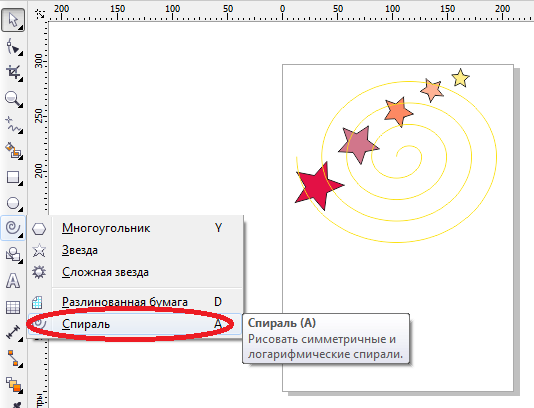 200 150 100 50 0 50 100 150 200
300
250
200
Многоугольник Y
Звезда
Сложная звезда
Разлинованная бумага D
Спираль A
Спираль (A)
Рисовать симметричные и
логарифмические спирали.